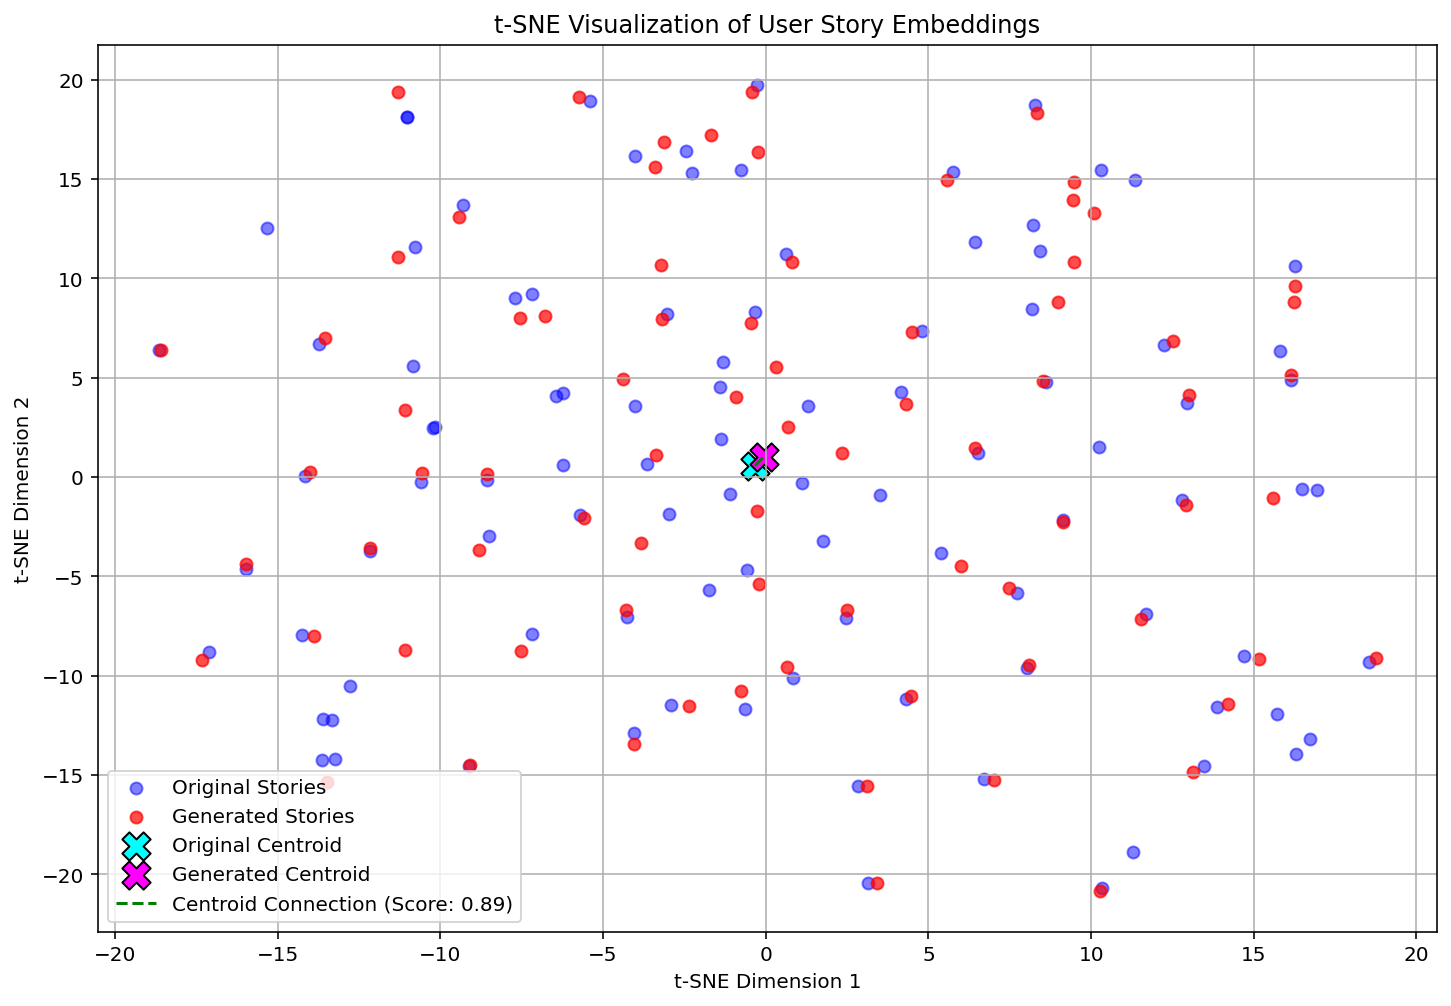 t-SNE Visualization of User Story Embeddings
20
15
10
5
0
−5
−10
−15
−20
t-SNE Dimension 2
Original Stories
Generated Stories
Original Centroid
Generated Centroid
Centroid Connection (Score: 0.89)
−20 −15 −10 −5 0 5 10 15 20
t-SNE Dimension 1